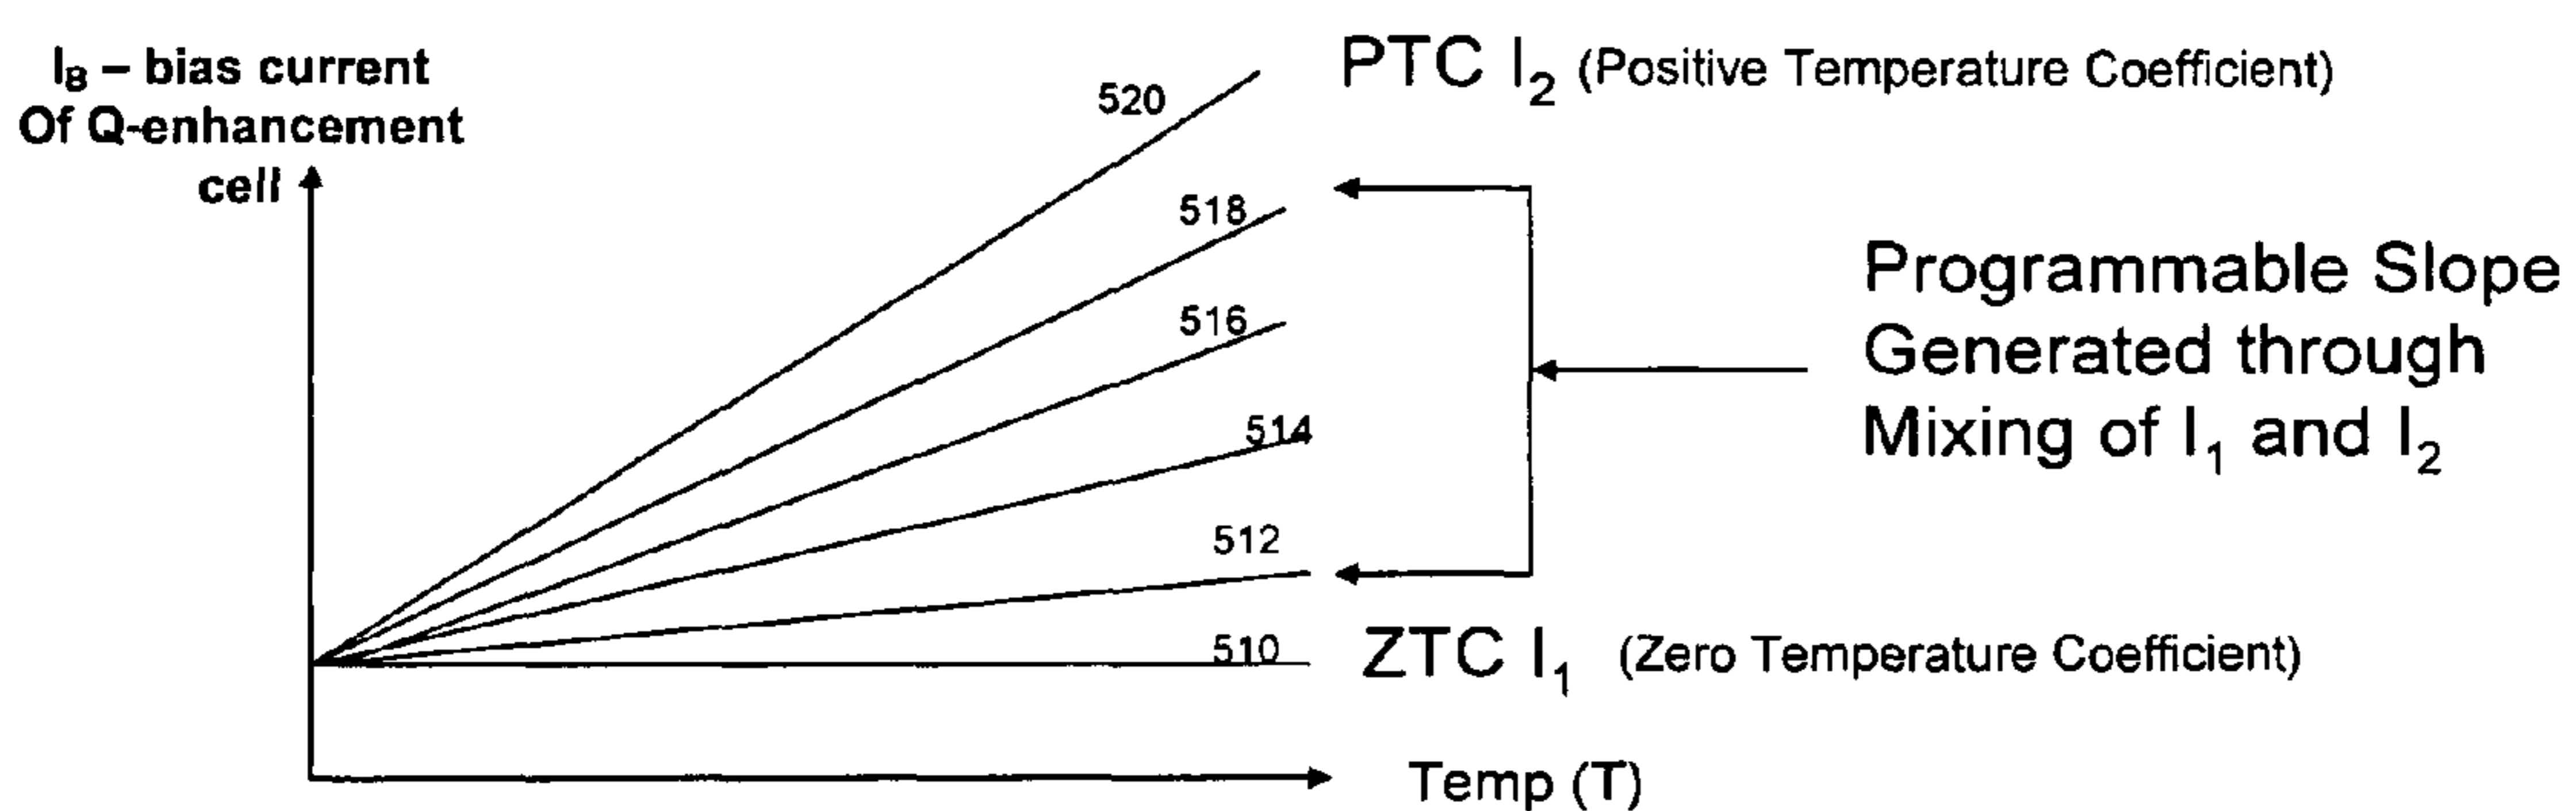 I_B – bias current
Of Q-enhancement
cell
520
PTC I₂ (Positive Temperature Coefficient)
518
516
514
512
510
Programmable Slope
Generated through
Mixing of I₁ and I₂
ZTC I₁ (Zero Temperature Coefficient)
Temp (T)